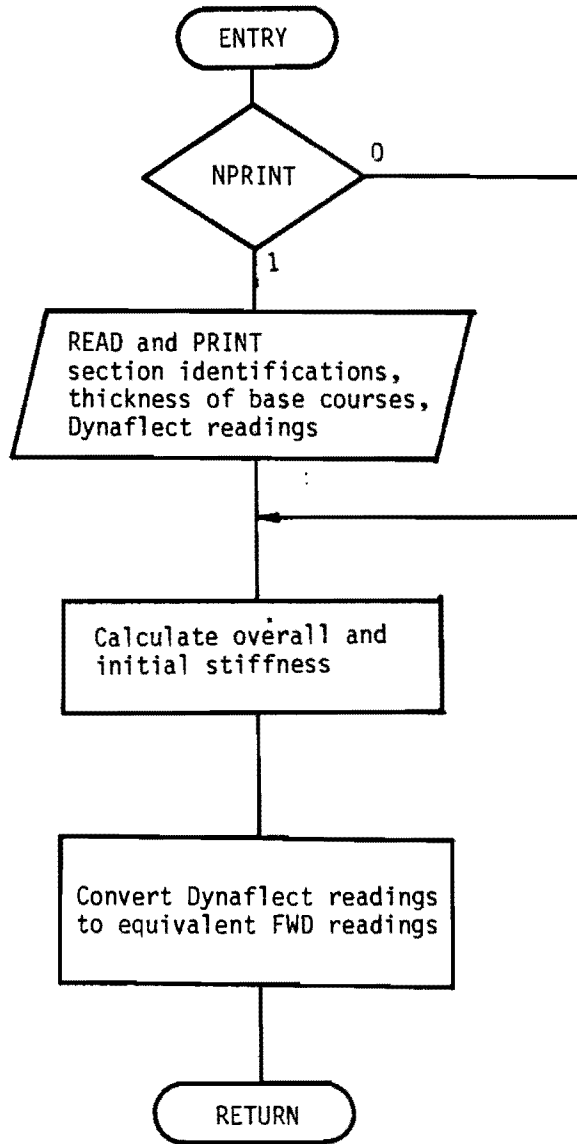 ENTRY
NPRINT
0
1
READ and PRINT
section identifications,
thickness of base courses,
Dynaflect readings
Calculate overall and
initial stiffness
Convert Dynaflect readings
to equivalent FWD readings
RETURN